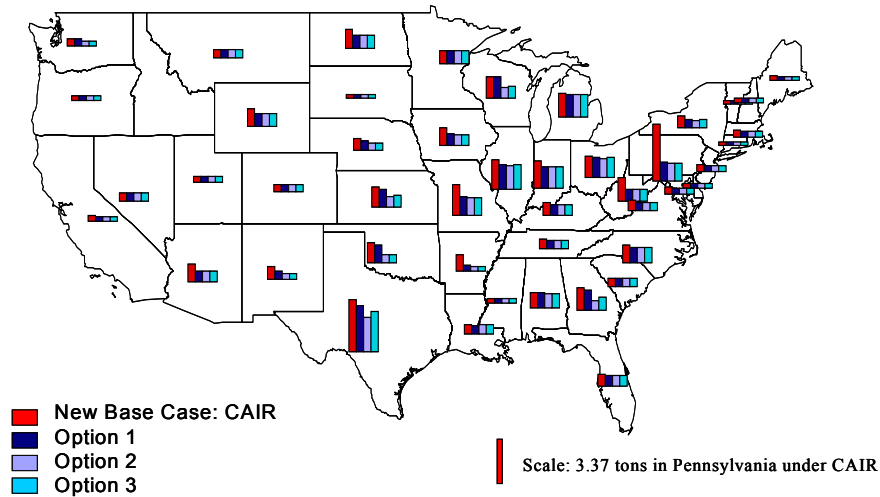 New Base Case: CAIR
Option 1
Option 2
Option 3
Scale: 3.37 tons in Pennsylvania under CAIR